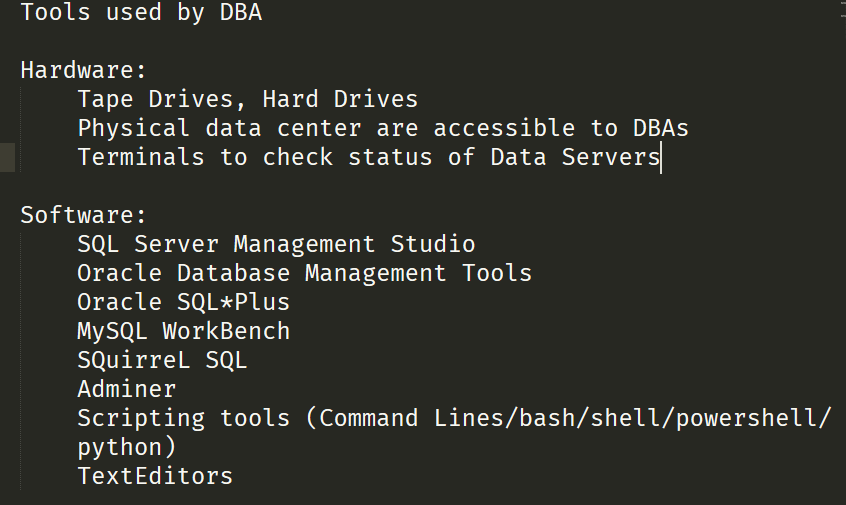 Tools used by DBA
Hardware:
Tape Drives, Hard Drives
Physical data center are accessible to DBAs
Terminals to check status of Data Servers
Software:
SQL Server Management Studio
Oracle Database Management Tools
Oracle SQL*Plus
MySQL WorkBench
SQuirreL SQL
Adminer
Scripting tools (Command Lines/bash/shell/powershell/
python)
TextEditors